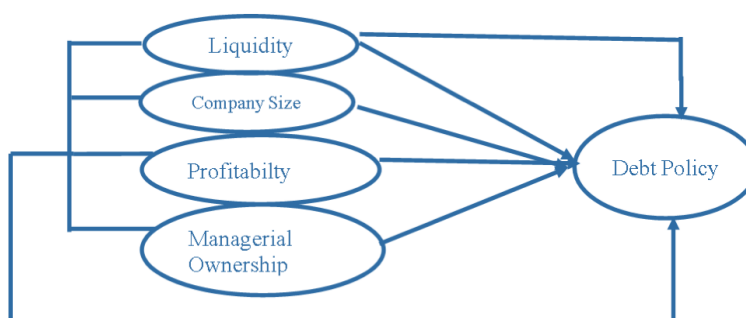 Liquidity
Company Size
Profitabilty
Debt Policy
Managerial
Ownership